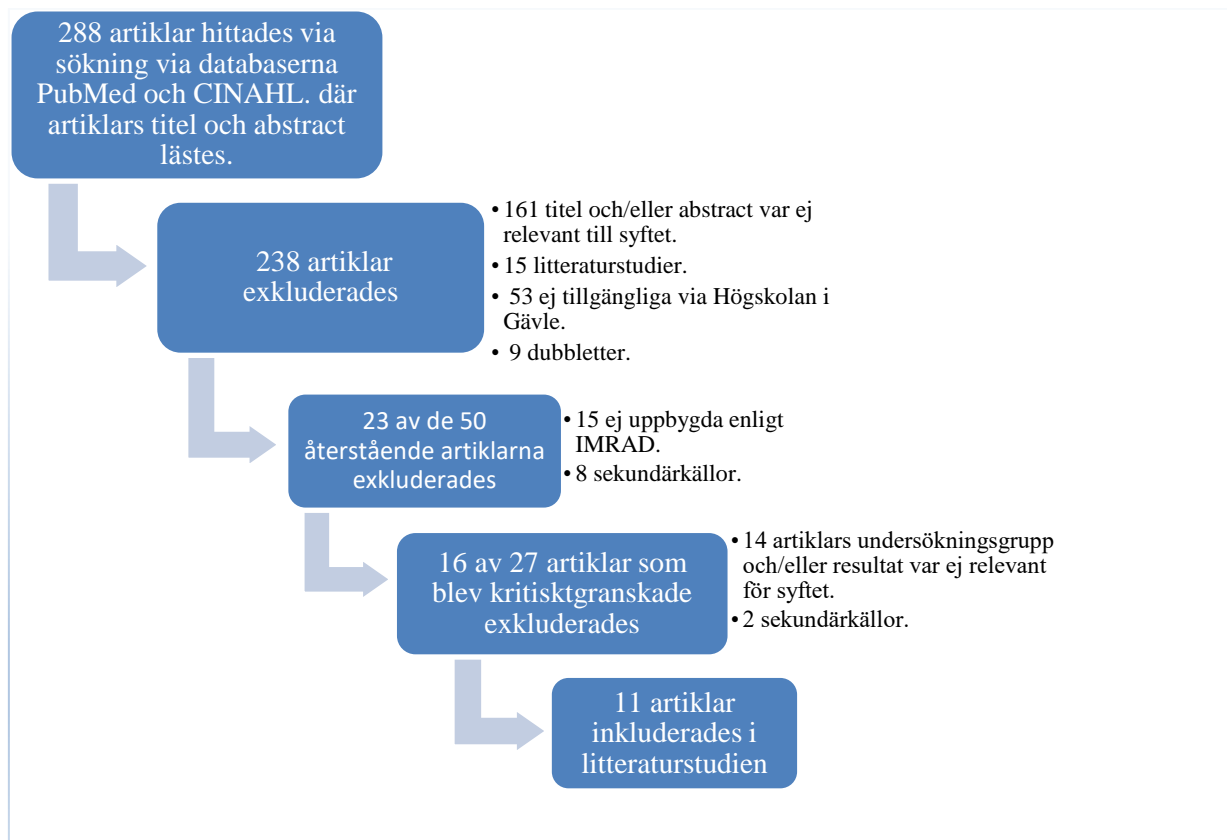 288 artiklar hittades via
sökning via databaserna
PubMed och CINAHL. där
artiklars titel och abstract
lästes.
238 artiklar
exkluderades
• 161 titel och/eller abstract var ej
relevant till syftet.
• 15 litteraturstudier.
• 53 ej tillgängliga via Högskolan i
Gävle.
• 9 dubbletter.
23 av de 50
återstående artiklarna
exkluderades
• 15 ej uppbygda enligt
IMRAD.
• 8 sekundärkällor.
16 av 27 artiklar som
blev kritisktgranskade
exkluderades
• 14 artiklars undersökningsgrupp
och/eller resultat var ej relevant
för syftet.
• 2 sekundärkällor.
11 artiklar
inkluderades i
litteraturstudien